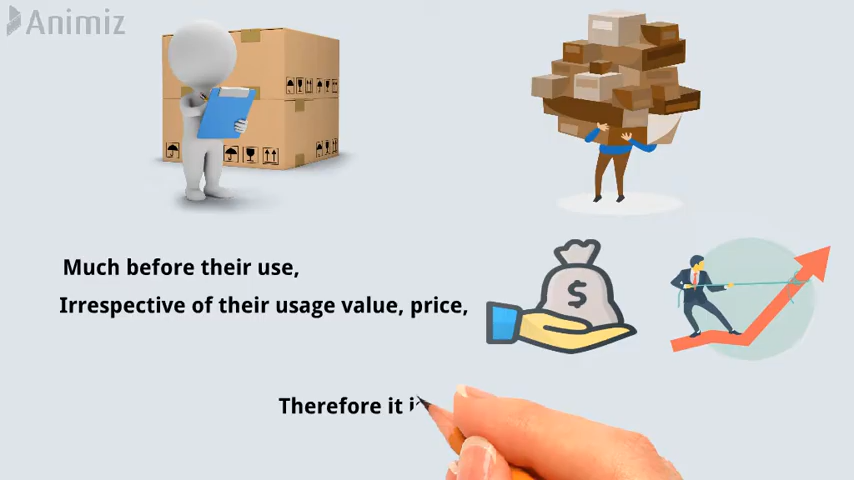 Animiz
Much before their use,
Irrespective of their usage value, price,
Therefore it i